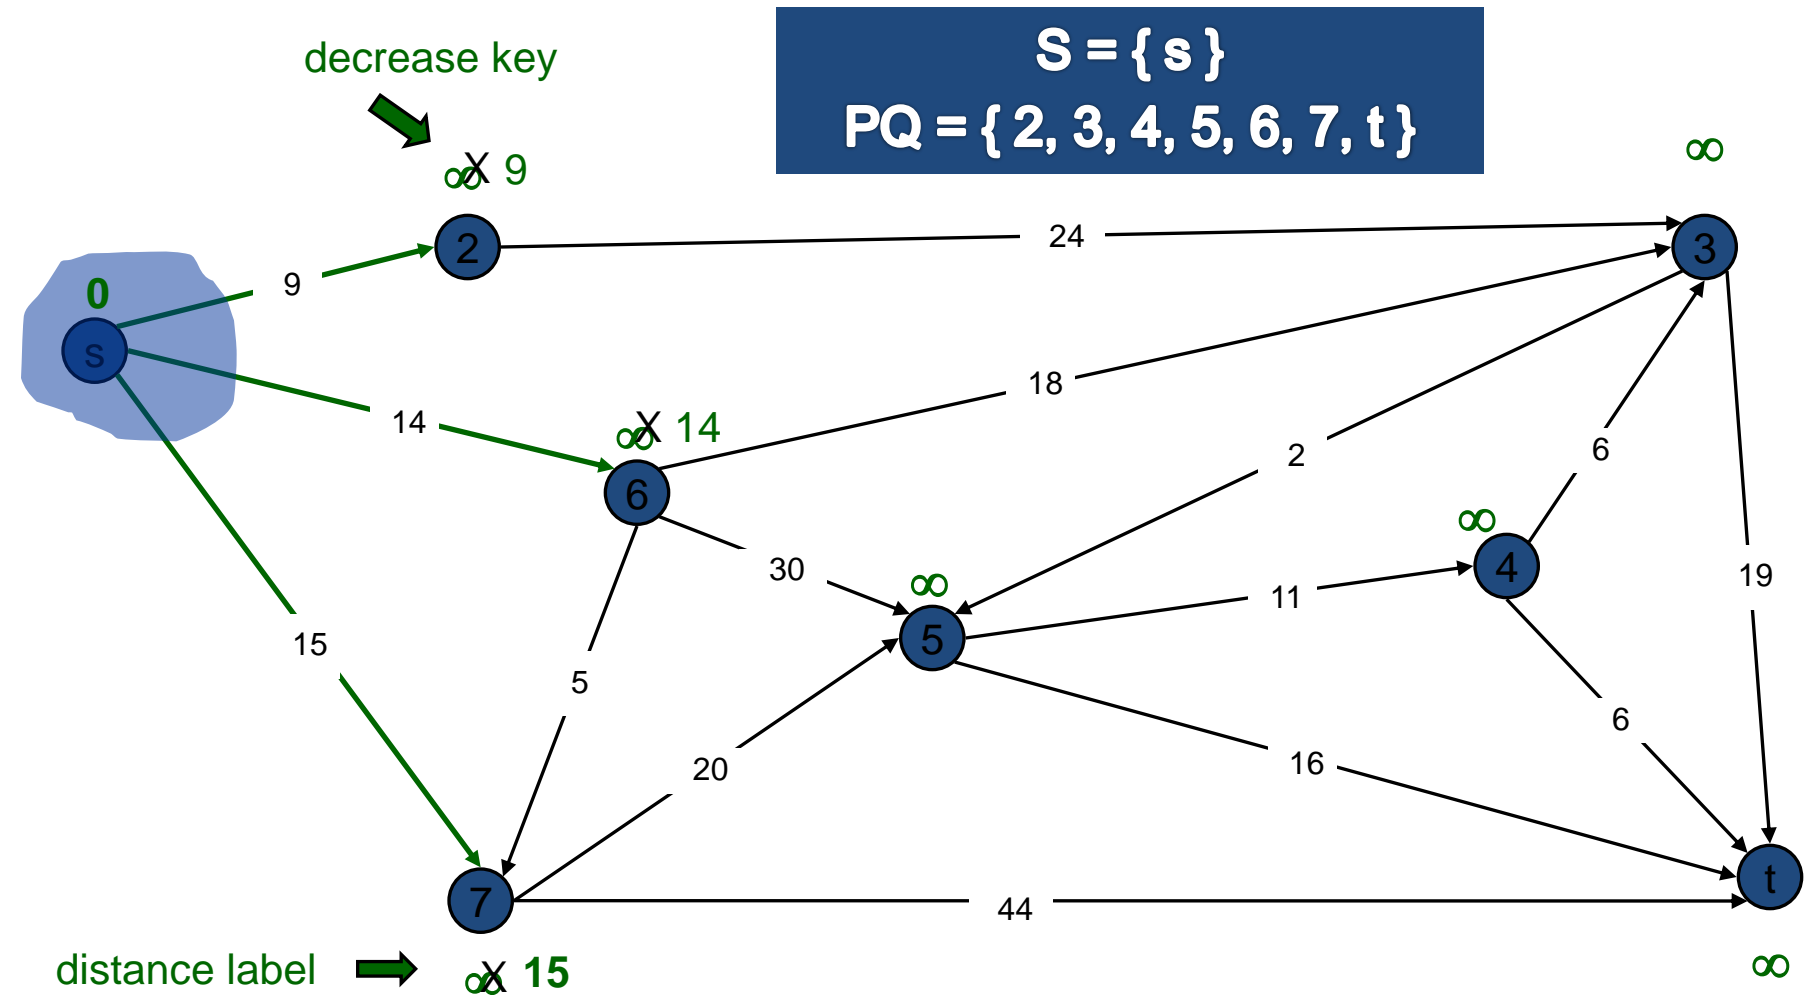 decrease key
S = { s }
PQ = { 2, 3, 4, 5, 6, 7, t }
∞ X 9
∞
2
24
3
9
0
s
18
14
∞ X 14
2
6
6
∞
4
30
∞
5
11
19
15
5
20
16
6
7
44
t
distance label
∞ X 15
∞